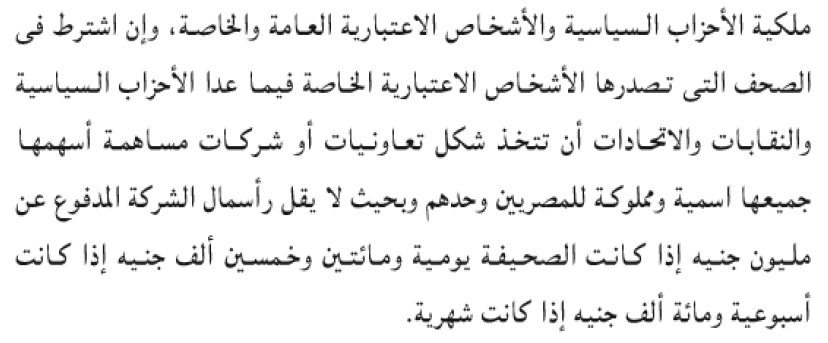 ملكية الأحزاب السياسية والأشخاص الاعتبارية العامة والخاصة، وإن اشترط فى
الصحف التى تصدرها الأشخاص الاعتبارية الخاصة فيما عدا الأحزاب السياسية
والنقابات والاتحادات أن تتخذ شكل تعاونيات أو شركات مساهمة أسهمها
جميعها اسمية ومملوكة للمصريين وحدهم وبحيث لا يقل رأسمال الشركة المدفوع عن
مليون جنيه إذا كانت الصحيفة يومية ومائتين وخمسين ألف جنيه إذا كانت
أسبوعية ومائة ألف جنيه إذا كانت شهرية.